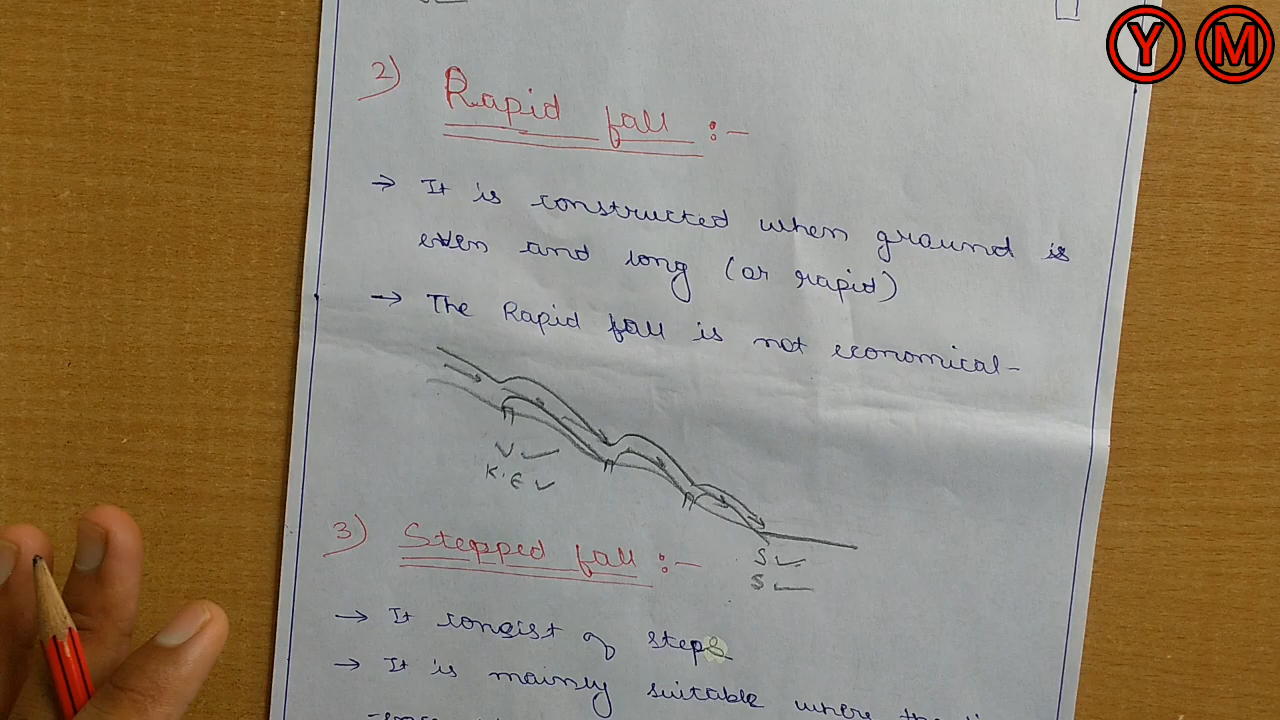 Y M
2) Rapid fall :-
→ It is constructed when ground is
even and long (or rapid)
→ The Rapid fall is not economical-
V
K.E
S
S
3) Stepped fall :-
→ It consist of steps
→ It is mainly suitable where the